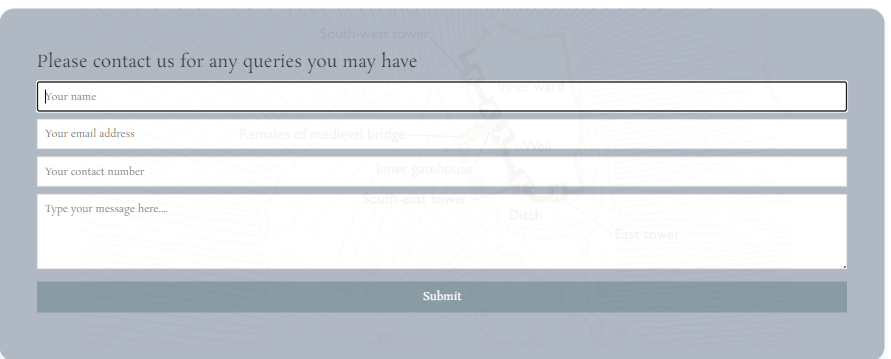 South-west tower
Please contact us for any queries you may have
Inner ward
Your name
Your email address
Remains of medieval bridge
Well
Your contact number
Inner gatehouse
South-east tower
Type your message here....
Ditch
East tower
Submit